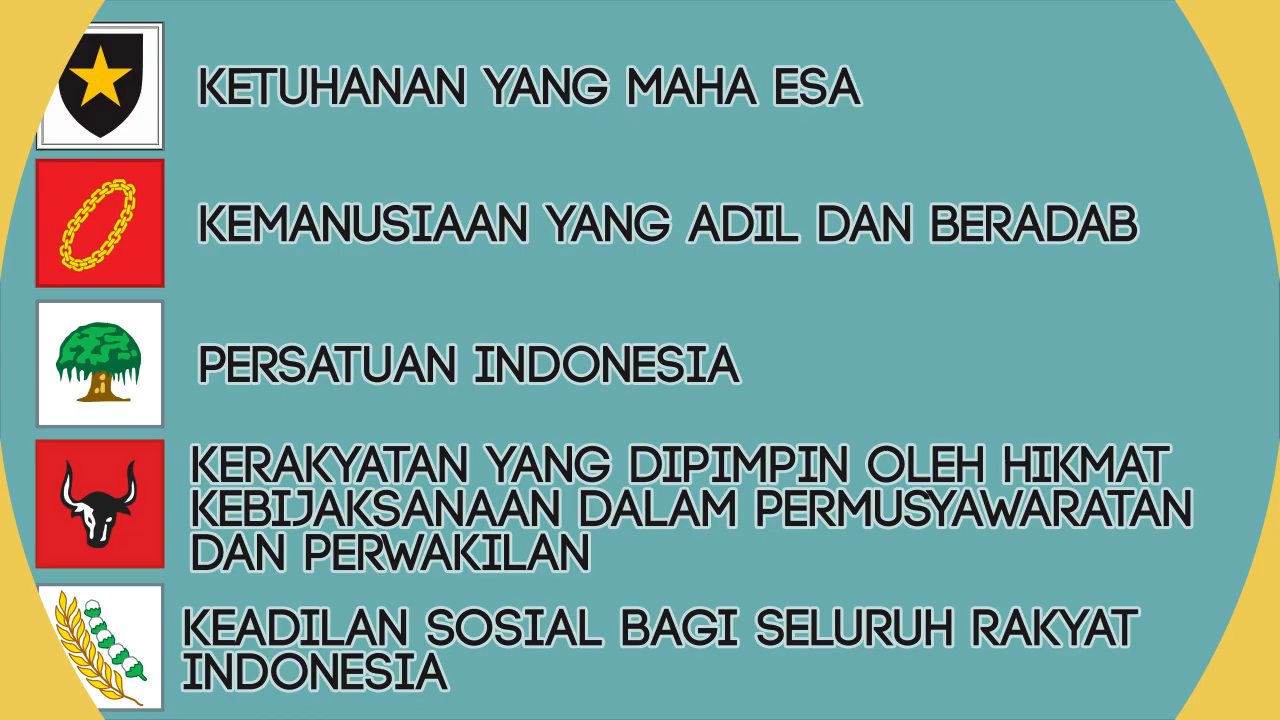 KETUHANAN YANG MAHA ESA
KEMANUSIAAN YANG ADIL DAN BERADAB
PERSATUAN INDONESIA
KERAKYATAN YANG DIPIMPIN OLEH HIKMAT
KEBIJAKSANAAN DALAM PERMUSYAWARATAN
DAN PERWAKILAN
KEADILAN SOSIAL BAGI SELURUH RAKYAT
INDONESIA